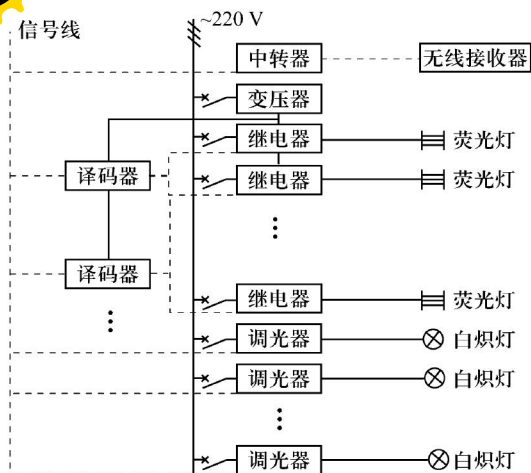 信号线
~220 V
中转器
无线接收器
变压器
继电器
荧光灯
译码器
继电器
荧光灯
译码器
继电器
荧光灯
调光器
白炽灯
调光器
白炽灯
调光器
白炽灯